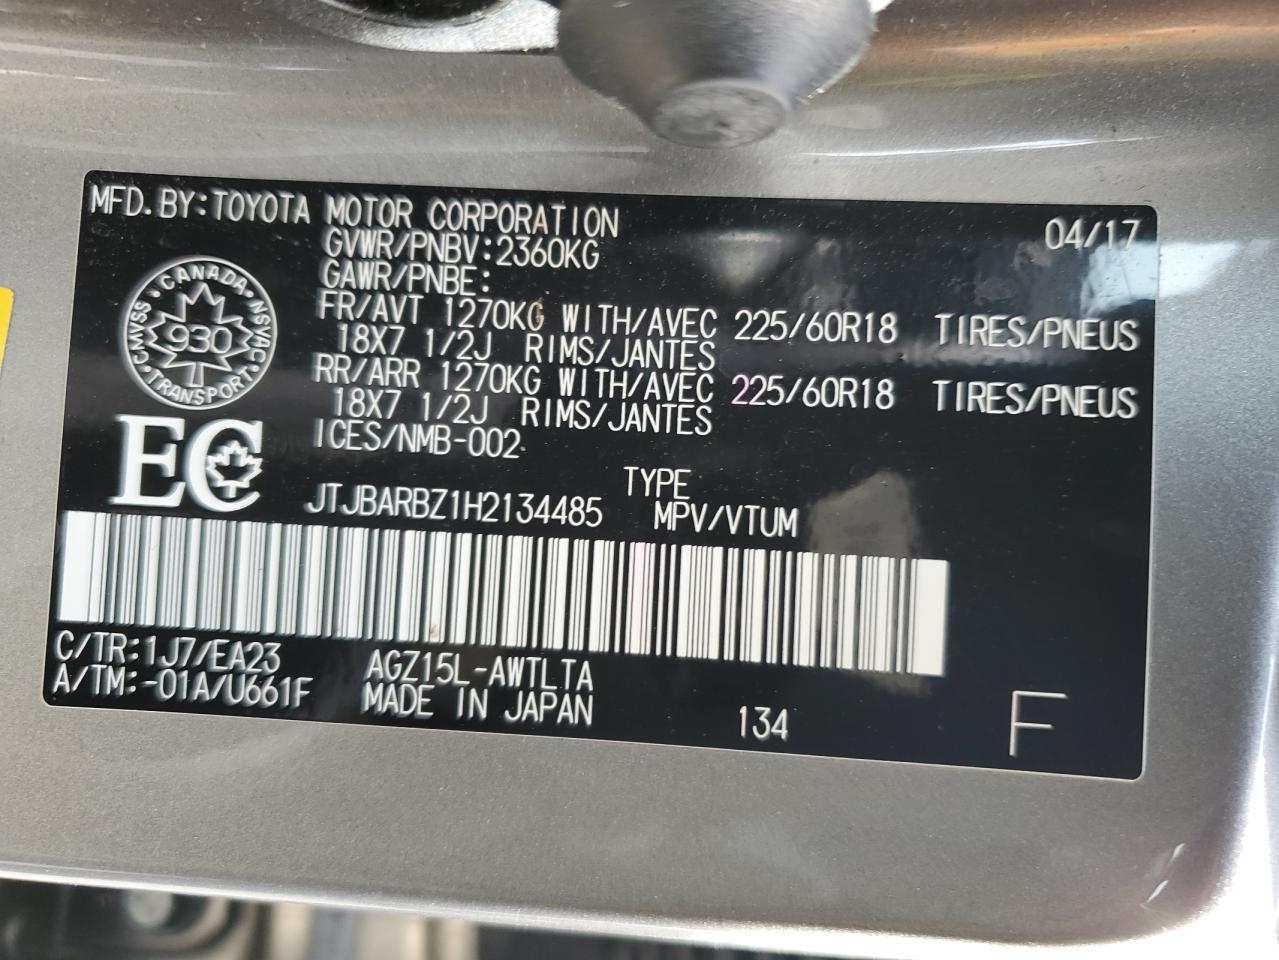 MFD.BY:TOYOTA MOTOR CORPORATION 04/17
GVWR/PNBV:2360KG
GAWR/PNBE:
FR/AVT 1270KG WITH/AVEC 225/60R18 TIRES/PNEUS
18X7 1/2J RIMS/JANTES
RR/ARR 1270KG WITH/AVEC 225/60R18 TIRES/PNEUS
18X7 1/2J RIMS/JANTES
ICES/NMB-002
CANADA
CMVSS
NSVAC
930
TRANSPORT
EC
TYPE
JTJBARBZ1H2134485 MPV/VTUM
C/TR:1J7/EA23 AGZ15L-AWTLTA
A/TM:-01A/U661F MADE IN JAPAN
134
F